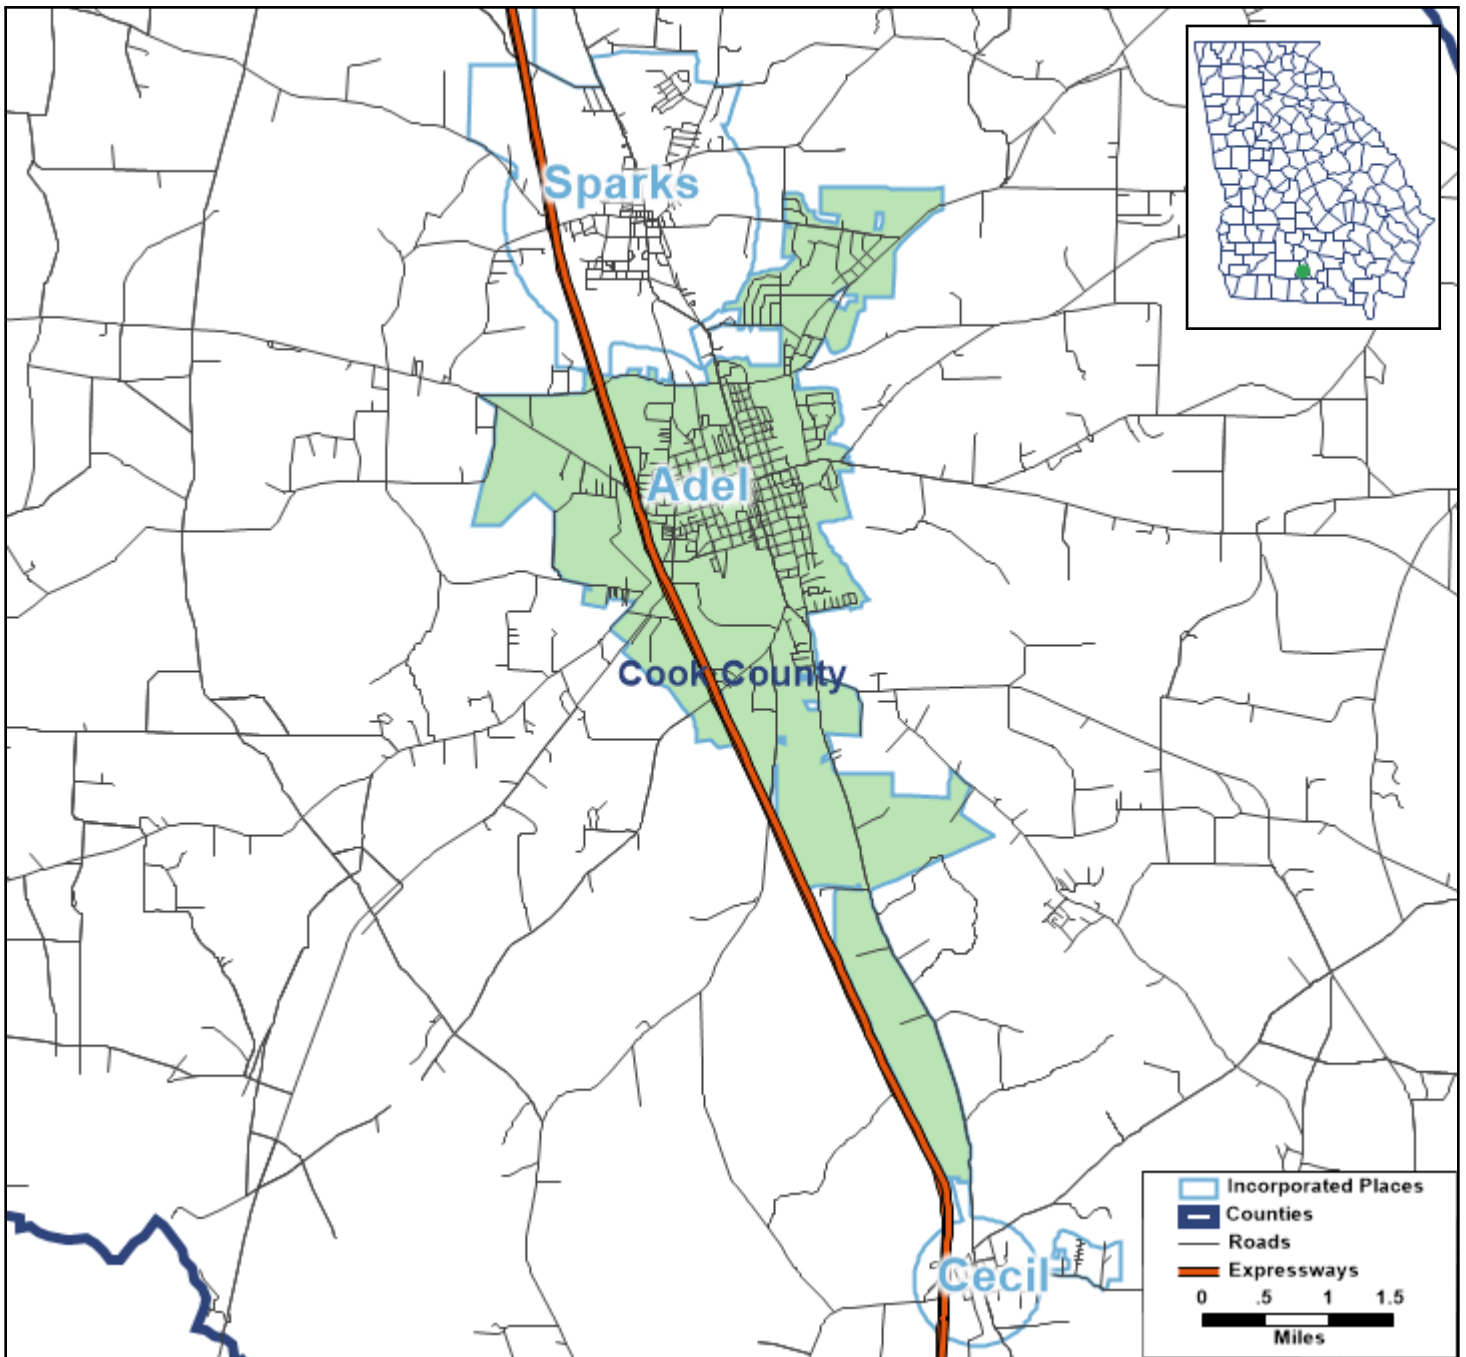 Sparks
Adel
Cook County
Cecil
Incorporated Places
Counties
Roads
Expressways
0 .5 1 1.5
Miles